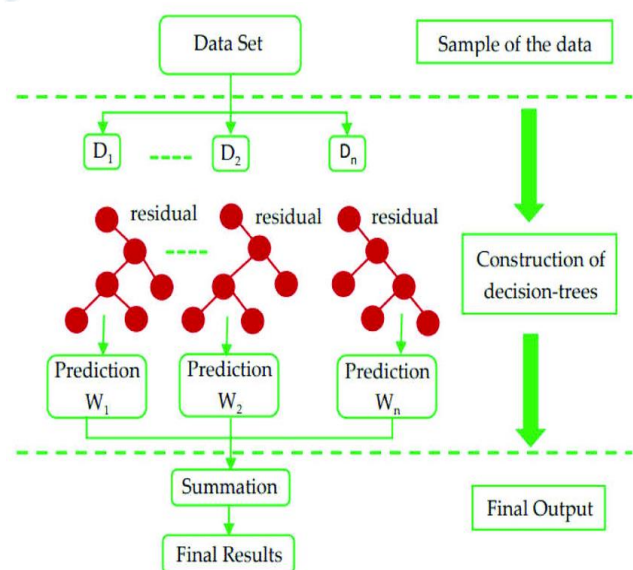 Data Set
Sample of the data
D1
D2
Dn
residual
residual
residual
Construction of
decision-trees
Prediction
W1
Prediction
W2
Prediction
Wn
Summation
Final Output
Final Results